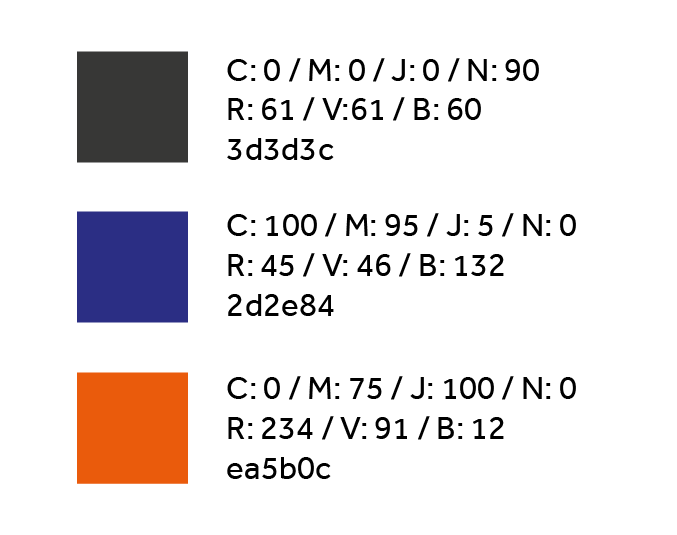 C: 0 / M: 0 / J: 0 / N: 90
R: 61 / V:61 / B: 60
3d3d3c
C: 100 / M: 95 / J: 5 / N: 0
R: 45 / V: 46 / B: 132
2d2e84
C: 0 / M: 75 / J: 100 / N: 0
R: 234 / V: 91 / B: 12
ea5b0c